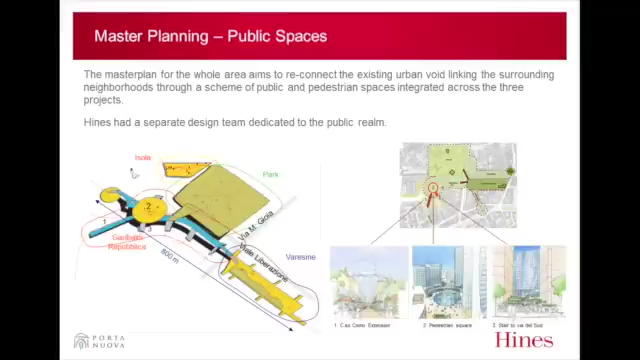 Master Planning – Public Spaces
The masterplan for the whole area aims to re-connect the existing urban void linking the surrounding
neighborhoods through a scheme of public and pedestrian spaces integrated across the three
projects.
Hines had a separate design team dedicated to the public realm.
Isola
Park
2
1
Garibaldi
Repubblica
Via M. Gioia
Viale Liberazione
Varesine
800 m
1 Corso Como Extension
2 Pedestrian square
3 Stair to via del Sud
PORTA
NUOVA
Hines